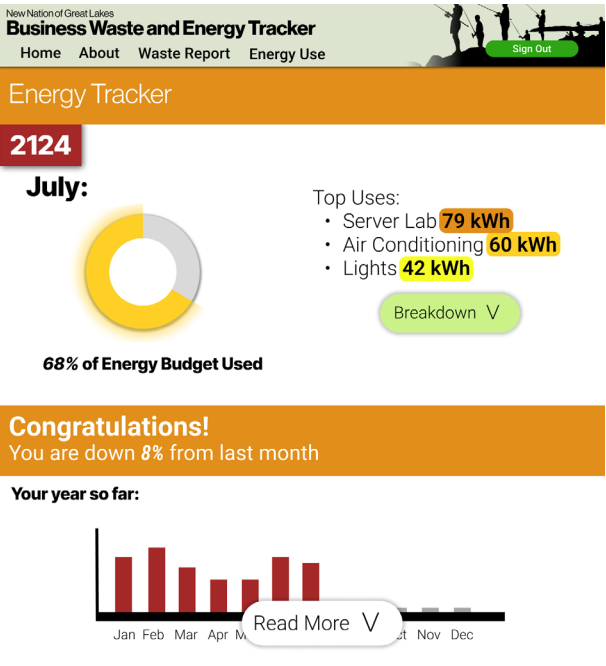 New Nation of Great Lakes
Business Waste and Energy Tracker
Home About Waste Report Energy Use
Sign Out
Energy Tracker
2124
July:
68% of Energy Budget Used
Top Uses:
• Server Lab 79 kWh
• Air Conditioning 60 kWh
• Lights 42 kWh
Breakdown V
Congratulations!
You are down 8% from last month
Your year so far:
Jan Feb Mar Apr Nov Dec
Read More V